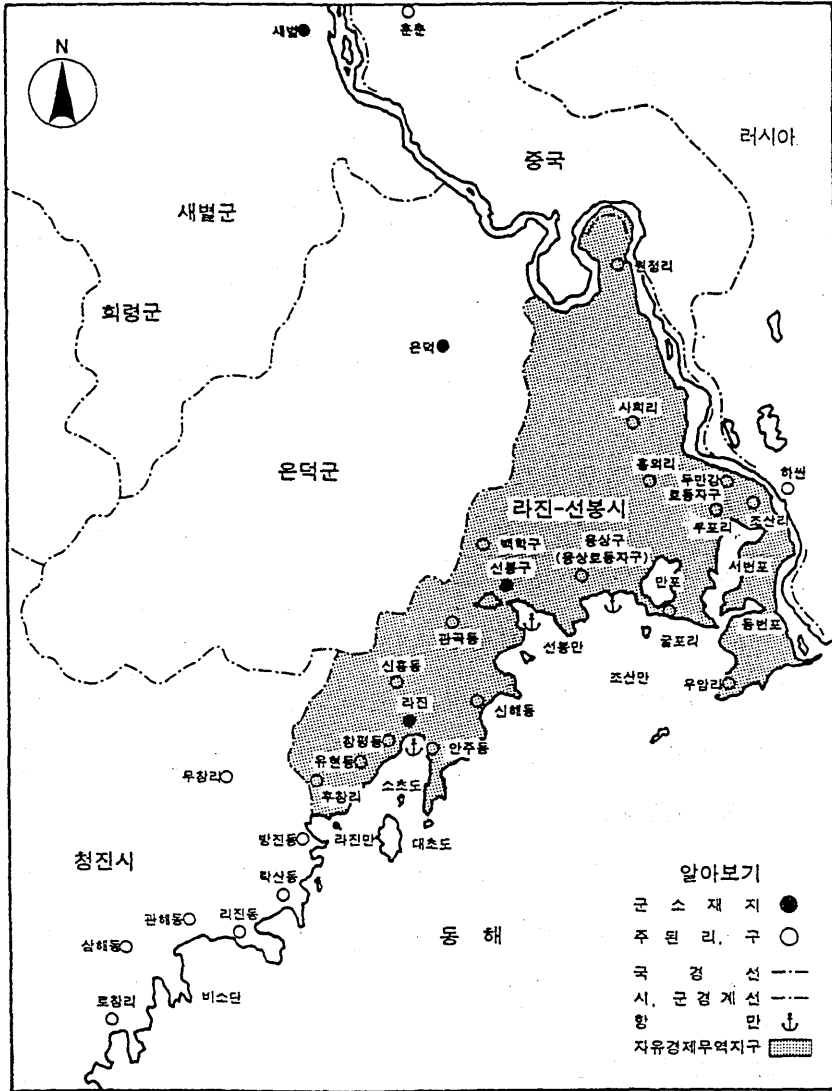 새별
훈춘
N
중국
러시아
새별군
회령군
원정리
은덕
사회리
은덕군
홍의리
두만강
로동자구
하싼
라진-선봉시
조산리
부포리
백학구
웅상구
(웅상로동자구)
선봉구
만포
서번포
관곡동
선봉만
굴포리
동번포
조산만
우암리
신흥동
신해동
라진
창평동
안주동
유현동
무창리
후창리
소초도
방진동
라진만
대초도
청진시
락산동
관해동
리진동
삼해동
동 해
비소단
로창리
알아보기
군 소 재 지
주 된 리, 구
국 경 선
시, 군경계선
항 만
자유경제무역지구